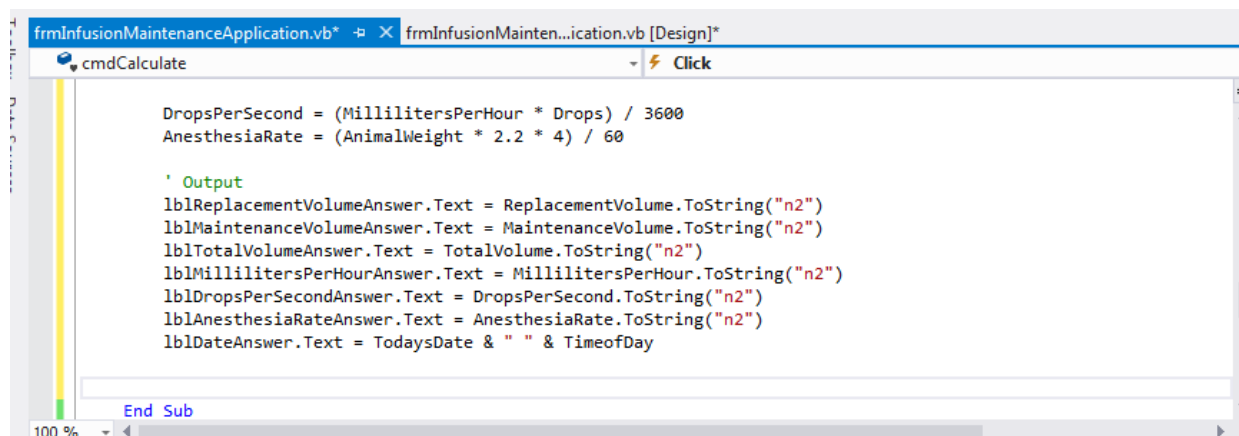 frmInfusionMaintenanceApplication.vb* frmInfusionMainten...ication.vb [Design]*
cmdCalculate Click
DropsPerSecond = (MillilitersPerHour * Drops) / 3600
AnesthesiaRate = (AnimalWeight * 2.2 * 4) / 60
' Output
lblReplacementVolumeAnswer.Text = ReplacementVolume.ToString("n2")
lblMaintenanceVolumeAnswer.Text = MaintenanceVolume.ToString("n2")
lblTotalVolumeAnswer.Text = TotalVolume.ToString("n2")
lblMillilitersPerHourAnswer.Text = MillilitersPerHour.ToString("n2")
lblDropsPerSecondAnswer.Text = DropsPerSecond.ToString("n2")
lblAnesthesiaRateAnswer.Text = AnesthesiaRate.ToString("n2")
lblDateAnswer.Text = TodaysDate & " " & TimeofDay
End Sub
100 %